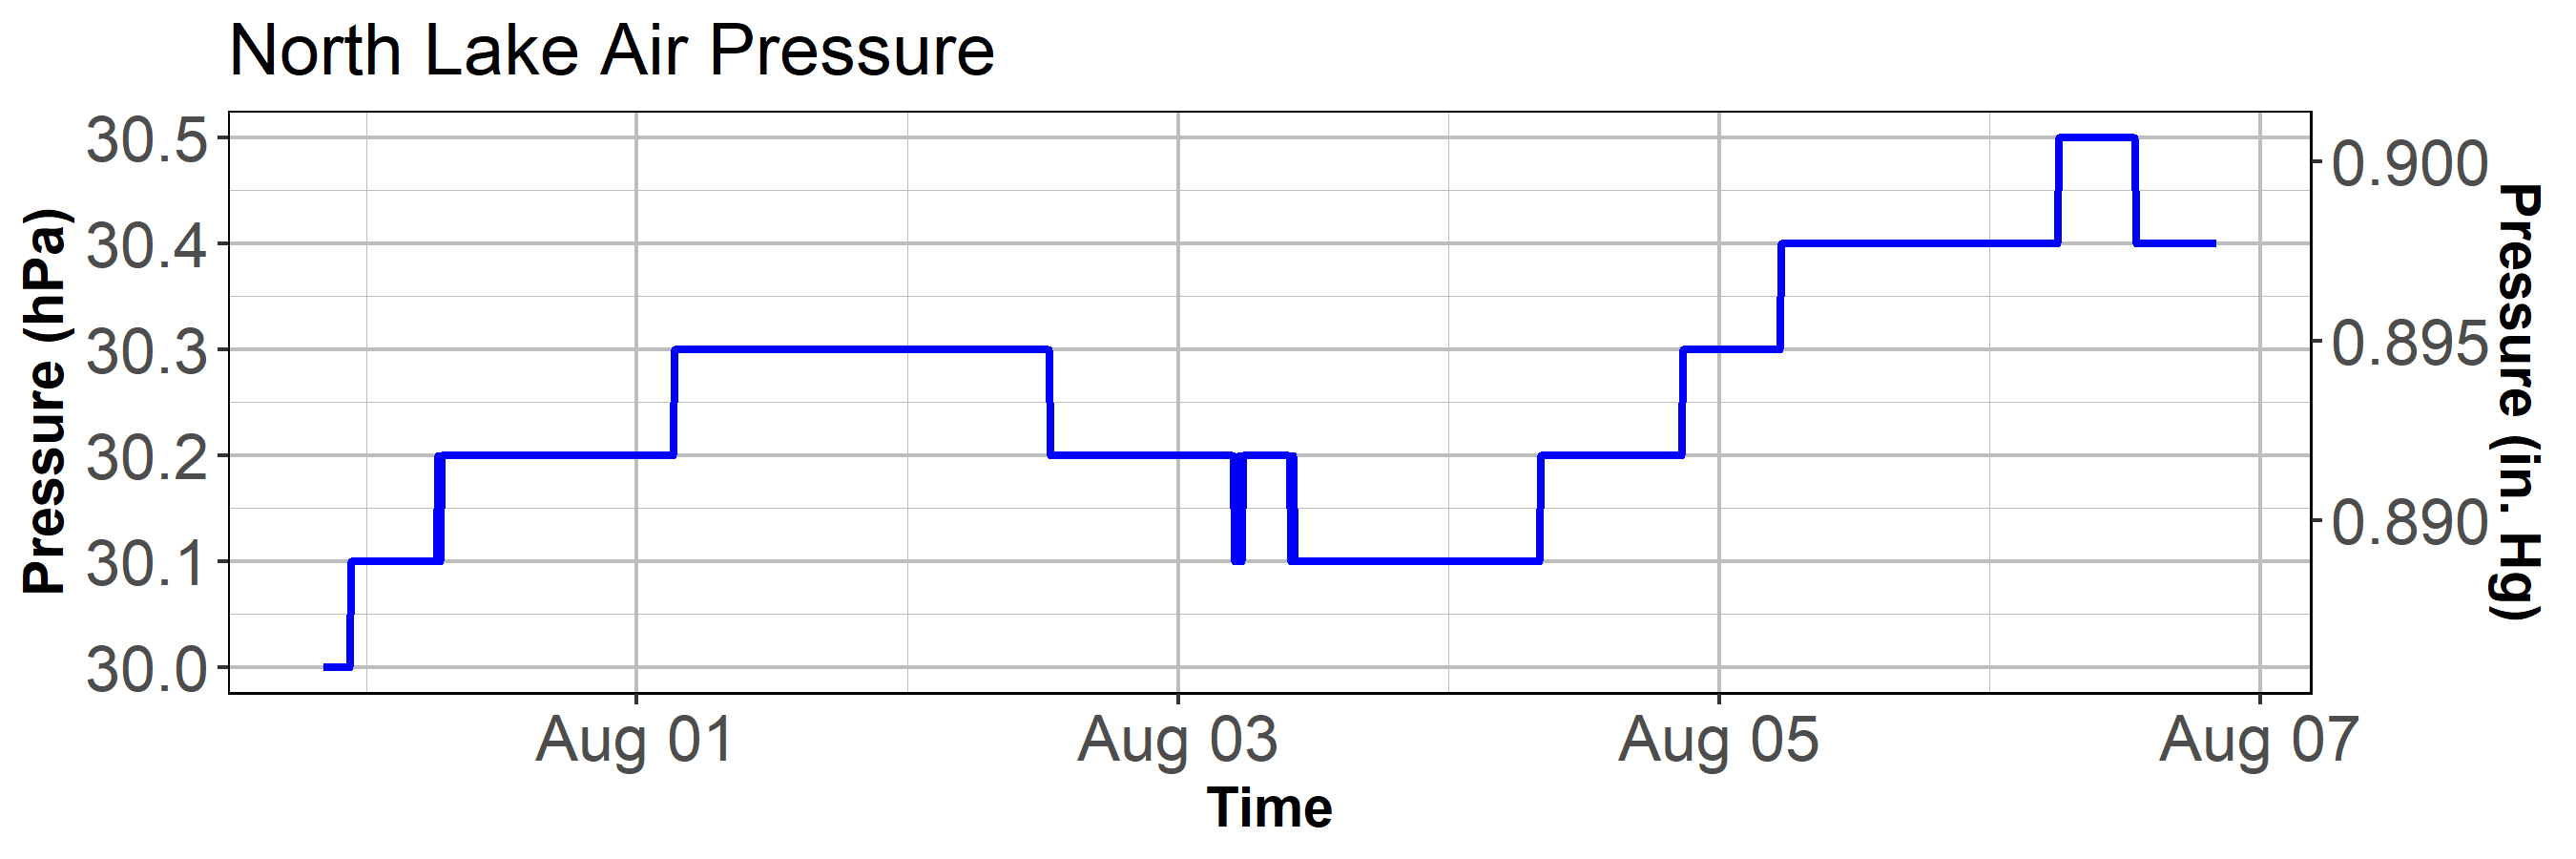 North Lake Air Pressure
Pressure (hPa)
30.5
30.4
30.3
30.2
30.1
30.0
0.900
0.895
0.890
Pressure (in. Hg)
Aug 01
Aug 03
Aug 05
Aug 07
Time